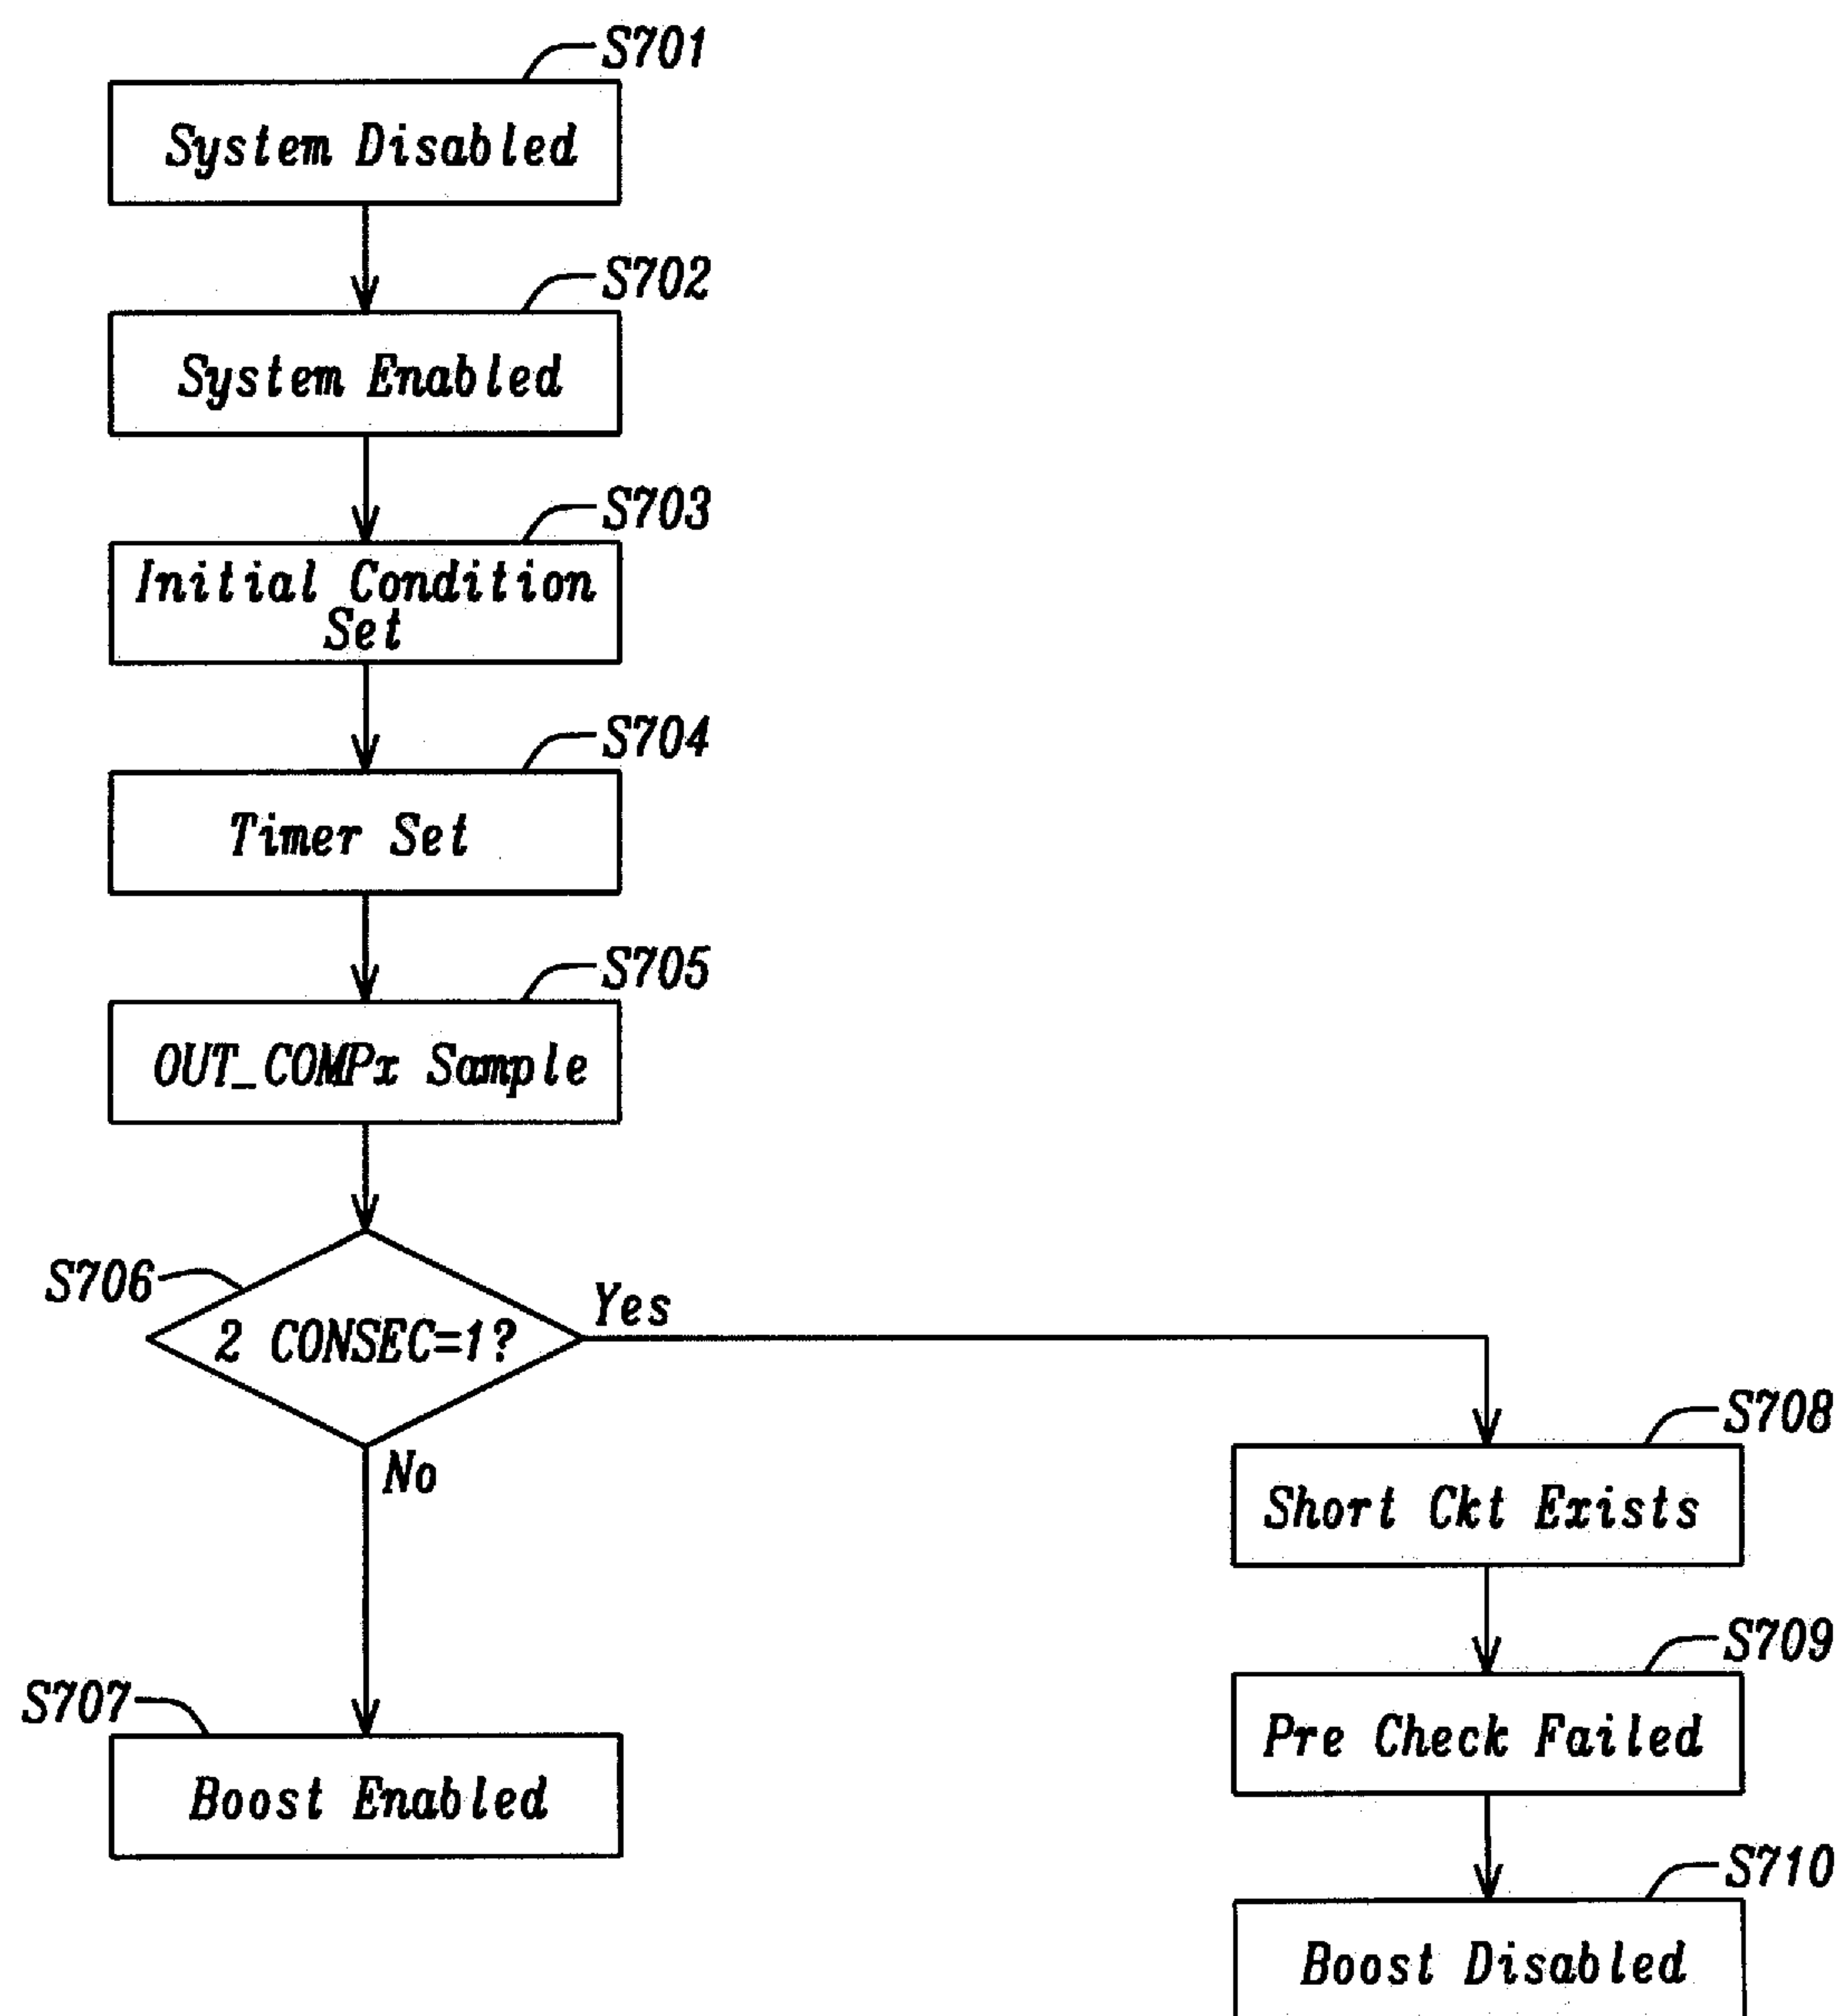 S701
System Disabled
S702
System Enabled
S703
Initial Condition
Set
S704
Timer Set
S705
OUT_COMPx Sample
S706
2 CONSEC=1?
Yes
No
S707
Boost Enabled
S708
Short Ckt Exists
S709
Pre Check Failed
S710
Boost Disabled